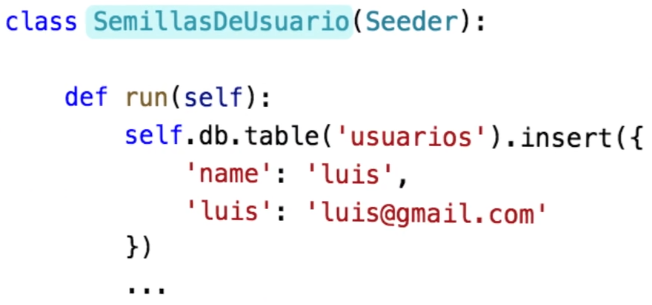 class SemillasDeUsuario(Seeder):
def run(self):
self.db.table('usuarios').insert({
'name': 'luis',
'luis': 'luis@gmail.com'
})
...